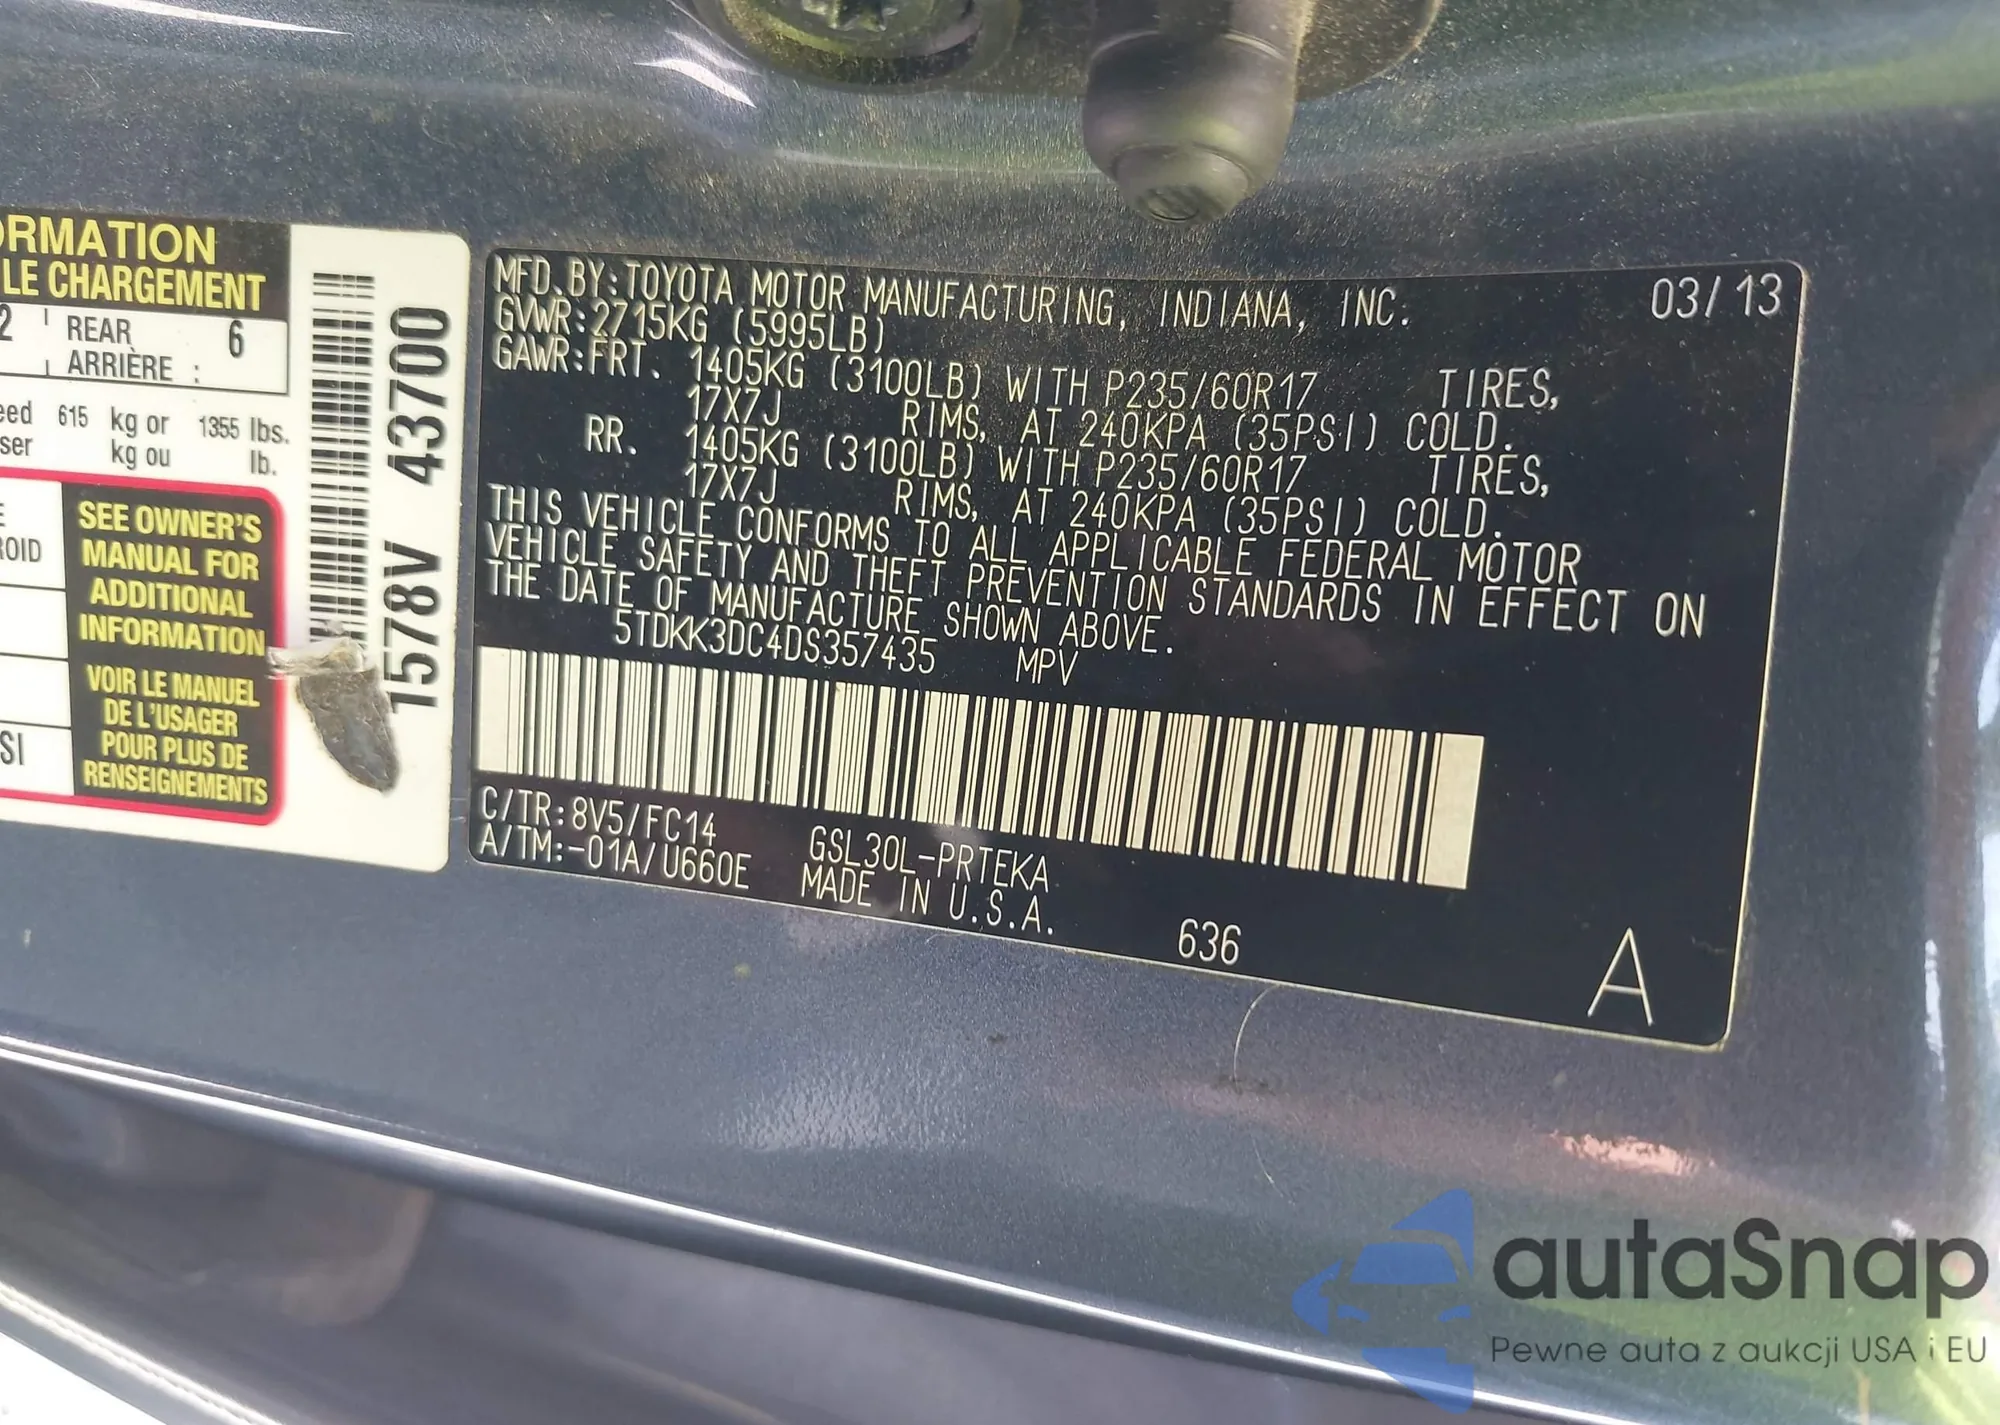 ORMATION
LE CHARGEMENT
2 REAR 6
ARRIÈRE :
615 kg or 1355 lbs.
kg ou lb.
SEE OWNER'S
MANUAL FOR
ADDITIONAL
INFORMATION
VOIR LE MANUEL
DE L'USAGER
POUR PLUS DE
RENSEIGNEMENTS
1578V 43700
MFD.BY:TOYOTA MOTOR MANUFACTURING, INDIANA, INC. 03/13
GVWR:2715KG (5995LB)
GAWR:FRT. 1405KG (3100LB) WITH P235/60R17 TIRES,
17X7J RIMS, AT 240KPA (35PSI) COLD.
RR. 1405KG (3100LB) WITH P235/60R17 TIRES,
17X7J RIMS, AT 240KPA (35PSI) COLD.
THIS VEHICLE CONFORMS TO ALL APPLICABLE FEDERAL MOTOR
VEHICLE SAFETY AND THEFT PREVENTION STANDARDS IN EFFECT ON
THE DATE OF MANUFACTURE SHOWN ABOVE.
5TDKK3DC4DS357435 MPV
C/TR:8V5/FC14 GSL30L-PRTEKA
A/TM:-01A/U660E MADE IN U.S.A.
636
A
autaSnap
Pewne auta z aukcji USA i EU